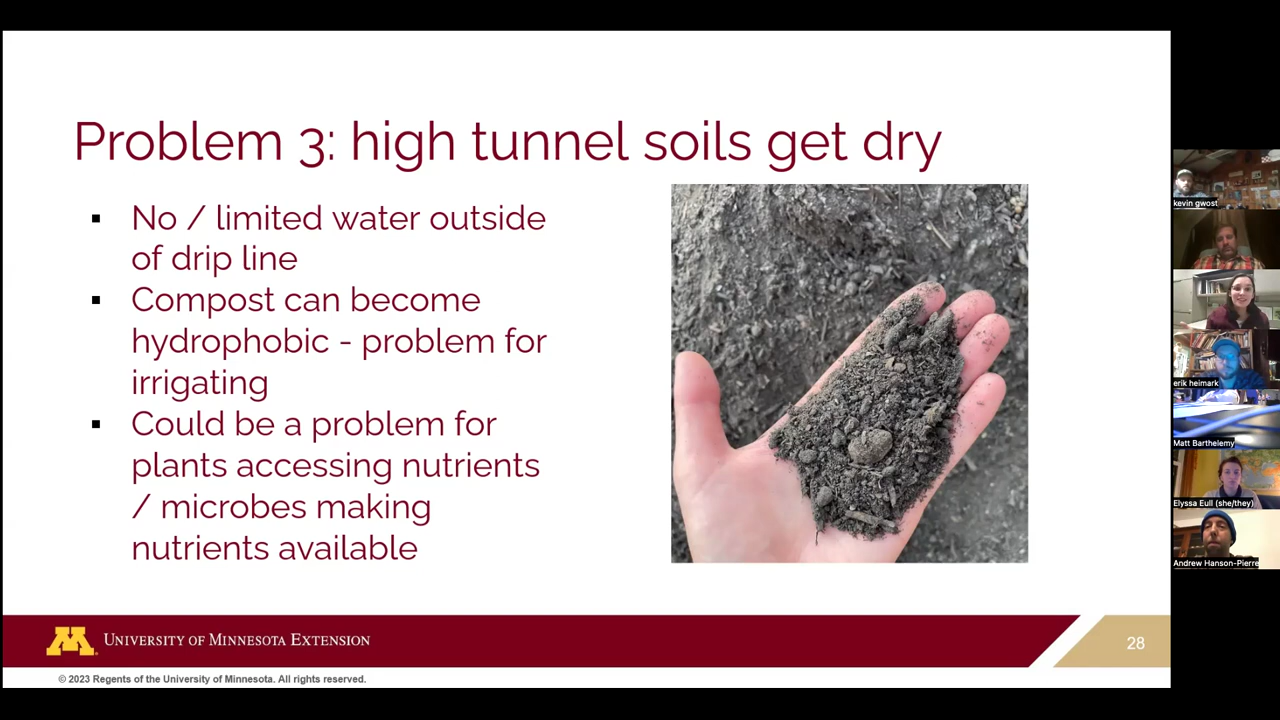 Problem 3: high tunnel soils get dry
▪ No / limited water outside
of drip line
▪ Compost can become
hydrophobic - problem for
irrigating
▪ Could be a problem for
plants accessing nutrients
/ microbes making
nutrients available
M UNIVERSITY OF MINNESOTA EXTENSION
28
© 2023 Regents of the University of Minnesota. All rights reserved.
kevin gwost
erik heimark
Matt Barthelemy
Elyssa Eull (she/they)
Andrew Hanson-Pierre